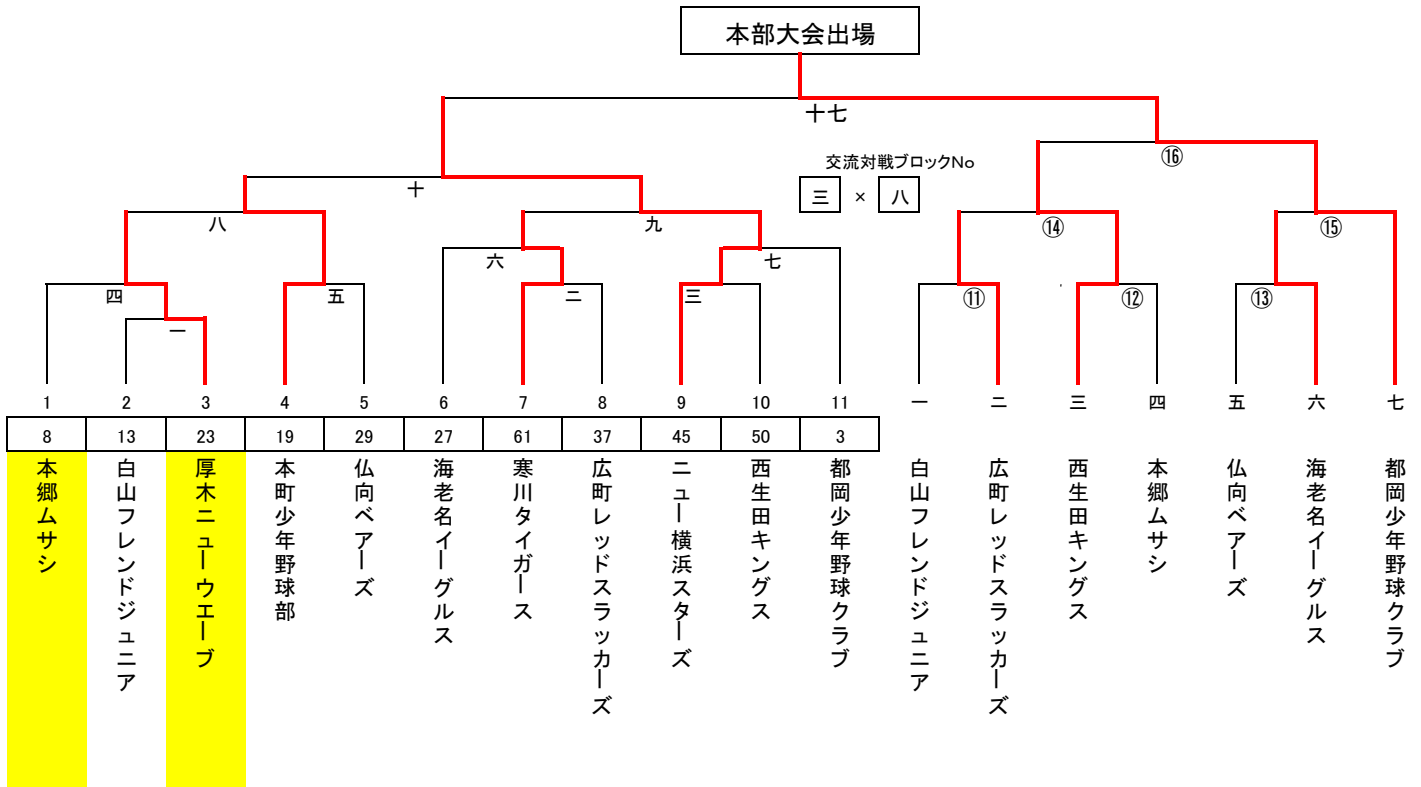 本部大会出場
十七
交流対戦ブロックNo
⑯
三 × 八
十
八
九
⑭
⑮
六
七
四
五
二
三
⑪
⑫
⑬
一
1 2 3 4 5 6 7 8 9 10 11 一 二 三 四 五 六 七
8 13 23 19 29 27 61 37 45 50 3
本郷ムサシ
白山フレンドジュニア
厚木ニューウエーブ
本町少年野球部
仏向ベアーズ
海老名イーグルス
寒川タイガース
広町レッドスラッカーズ
ニュー横浜スターズ
西生田キングス
都岡少年野球クラブ
白山フレンドジュニア
広町レッドスラッカーズ
西生田キングス
本郷ムサシ
仏向ベアーズ
海老名イーグルス
都岡少年野球クラブ